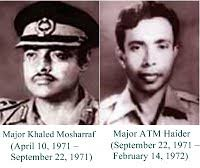 Major Khaled Mosharraf
(April 10, 1971 –
September 22, 1971)
Major ATM Haider
(September 22, 1971 –
February 14, 1972)